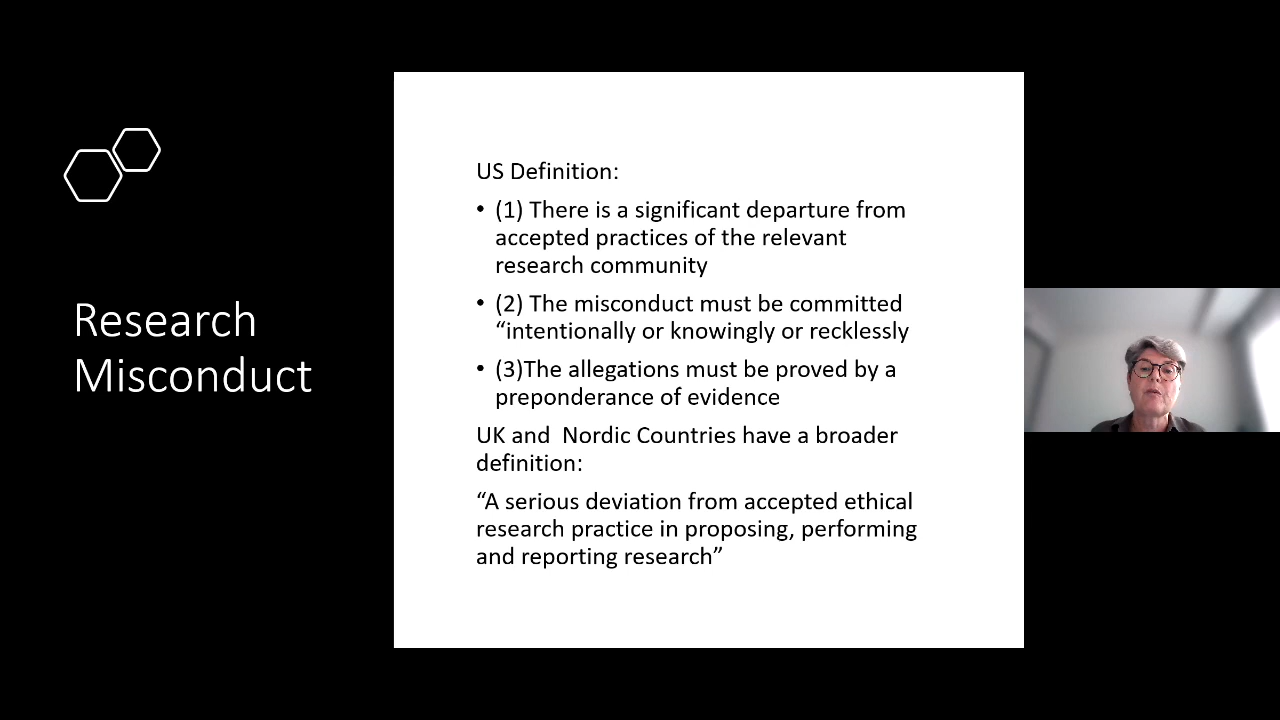 Research
Misconduct
US Definition:
• (1) There is a significant departure from
accepted practices of the relevant
research community
• (2) The misconduct must be committed
“intentionally or knowingly or recklessly
• (3)The allegations must be proved by a
preponderance of evidence
UK and  Nordic Countries have a broader
definition:
“A serious deviation from accepted ethical
research practice in proposing, performing
and reporting research”